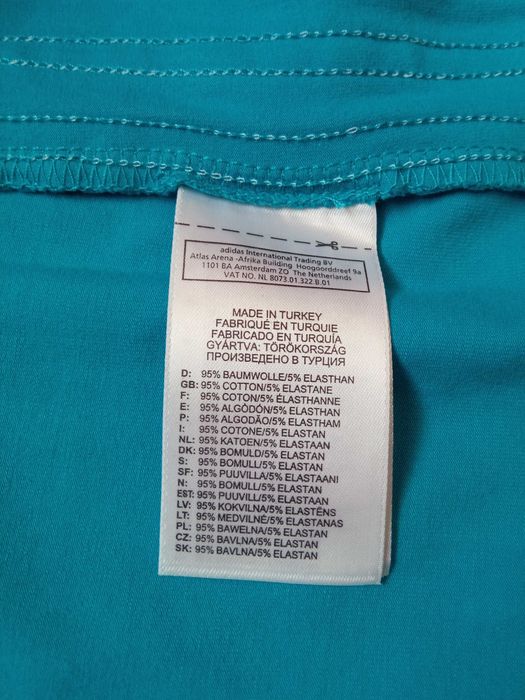 adidas International Trading BV
Atlas Arena -Afrika Building Hoogoorddreef 9a
1101 BA Amsterdam ZO The Netherlands
VAT NO. NL 8073.01.322.B.01
MADE IN TURKEY
FABRIQUÉ EN TURQUIE
FABRICADO EN TURQUÍA
GYÁRTVA: TÖRÖKORSZÁG
ПРОИЗВЕДЕНО В ТУРЦИЯ
D: 95% BAUMWOLLE/5% ELASTHAN
GB: 95% COTTON/5% ELASTANE
F: 95% COTON/5% ÉLASTHANNE
E: 95% ALGÓDÓN/5% ELASTHAN
P: 95% ALGODÃO/5% ELASTHAM
I: 95% COTONE/5% ELASTAN
NL: 95% KATOEN/5% ELASTAAN
DK: 95% BOMULD/5% ELASTAN
S: 95% BOMULL/5% ELASTAN
SF: 95% PUUVILLA/5% ELASTAANI
N: 95% BOMULL/5% ELASTAN
EST: 95% PUUVILL/5% ELASTAAN
LV: 95% KOKVILNA/5% ELASTĒNS
LT: 95% MEDVILNĖ/5% ELASTANAS
PL: 95% BAWEŁNA/5% ELASTAN
CZ: 95% BAVLNA/5% ELASTAN
SK: 95% BAVLNA/5% ELASTAN